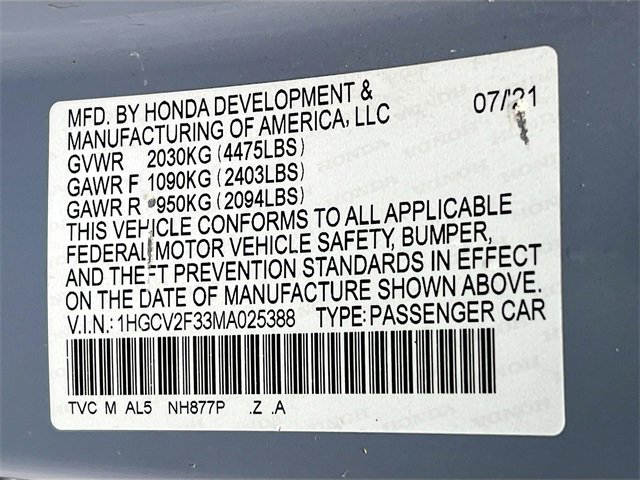 MFD. BY HONDA DEVELOPMENT & 07/'21
MANUFACTURING OF AMERICA, LLC
GVWR 2030KG (4475LBS)
GAWR F 1090KG (2403LBS)
GAWR R 950KG (2094LBS)
THIS VEHICLE CONFORMS TO ALL APPLICABLE
FEDERAL MOTOR VEHICLE SAFETY, BUMPER,
AND THEFT PREVENTION STANDARDS IN EFFECT
ON THE DATE OF MANUFACTURE SHOWN ABOVE.
V.I.N.: 1HGCV2F33MA025388 TYPE: PASSENGER CAR
TVC M AL5 NH877P .Z .A